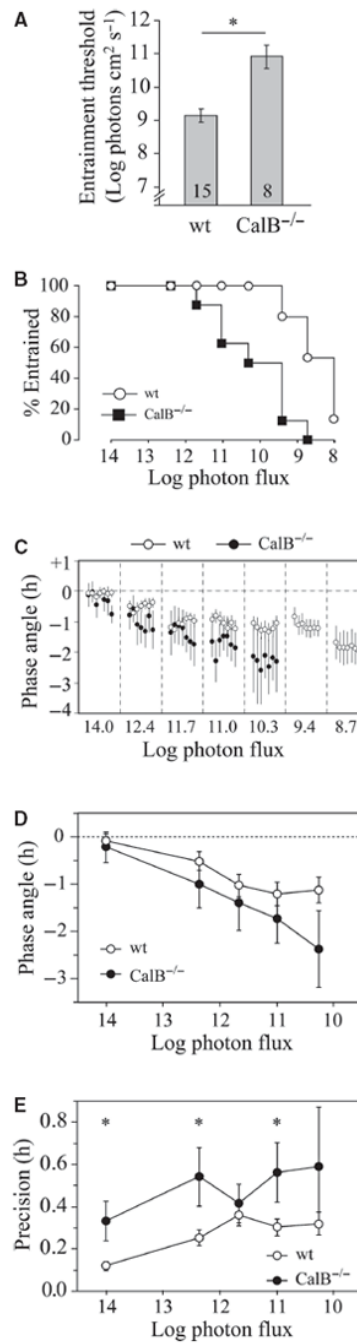 A
*
Entrainment threshold
(Log photons cm² s⁻¹)
11
10
9
8
7
15
8
wt
CalB⁻/⁻
B
% Entrained
100
80
60
40
20
0
wt
CalB⁻/⁻
14 13 12 11 10 9 8
Log photon flux
C
wt CalB⁻/⁻
Phase angle (h)
+1
0
−1
−2
−3
−4
14.0 12.4 11.7 11.0 10.3 9.4 8.7
Log photon flux
D
Phase angle (h)
0
−1
−2
−3
wt
CalB⁻/⁻
14 13 12 11 10
Log photon flux
E
Precision (h)
0.8
0.6
0.4
0.2
0.0
* * *
wt
CalB⁻/⁻
14 13 12 11 10
Log photon flux